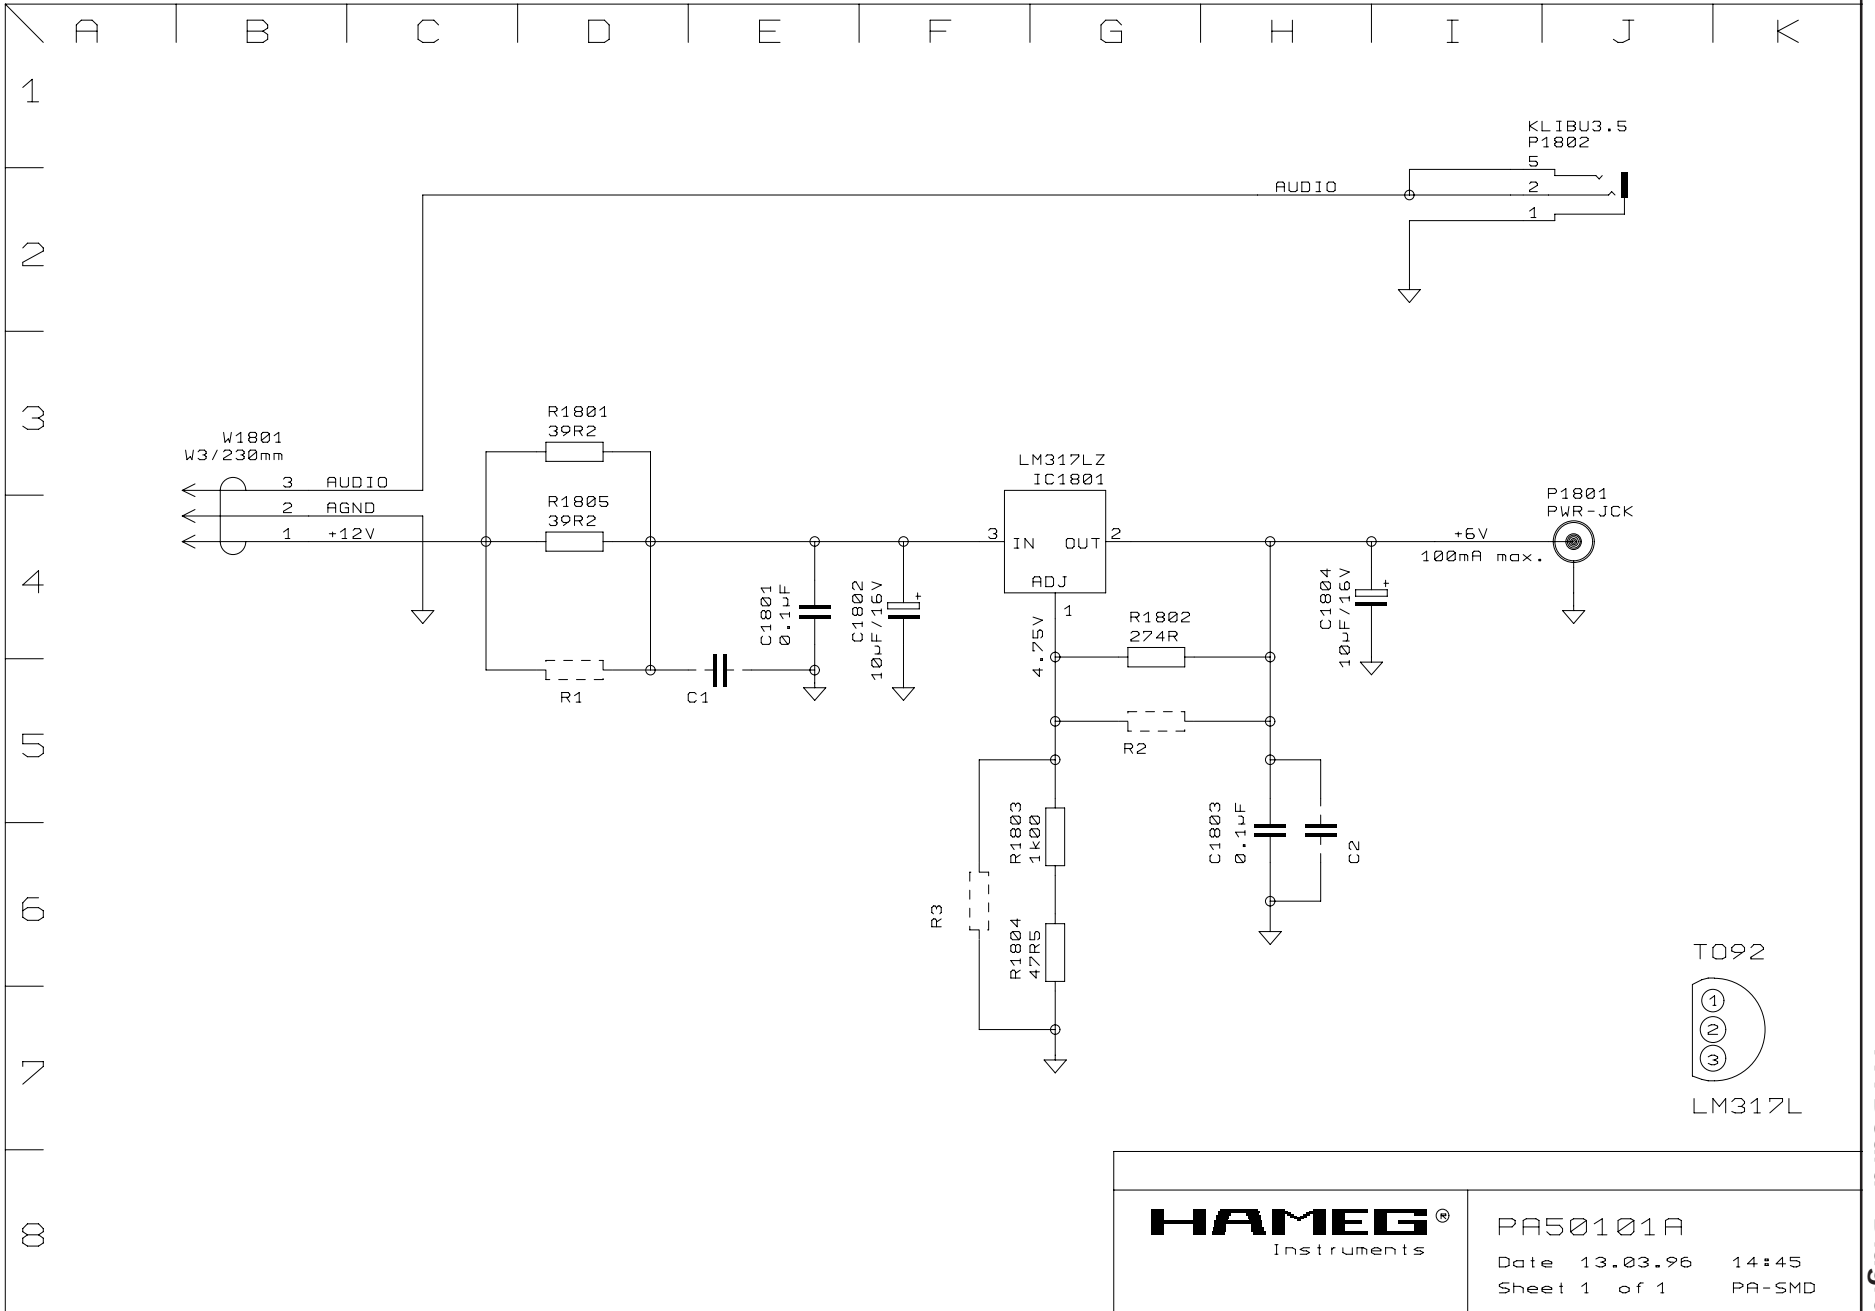 A B C D E F G H I J K
1
KLIBU3.5
P1802
5
AUDIO 2
1
2
3
R1801
39R2
W1801
W3/230mm
3 AUDIO
2 AGND
1 +12V
R1805
39R2
LM317LZ
IC1801
3 IN OUT 2
ADJ
1
P1801
PWR-JCK
+6V
100mA max.
4
C1801
0.1µF
C1802
10µF/16V
+
4.75V
R1802
274R
C1804
10µF/16V
+
R1
C1
5
R2
R1803
1k00
C1803
0.1µF
C2
6
R3
R1804
47R5
TO92
1
2
3
LM317L
7
8
HAMEG®
Instruments
PA50101A
Date 13.03.96 14:45
Sheet 1 of 1 PA-SMD